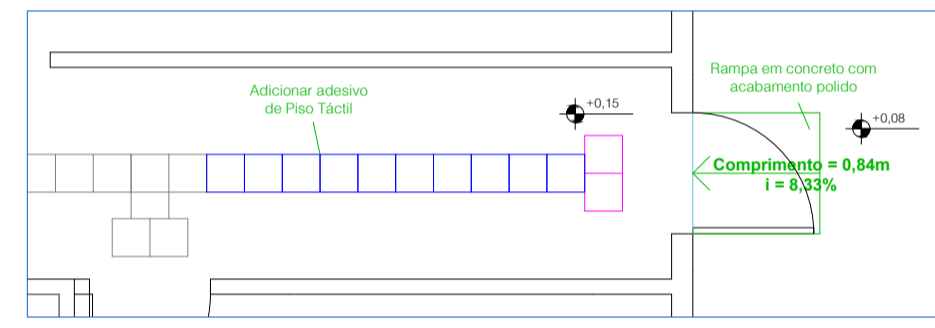 Adicionar adesivo
de Piso Táctil
+0,15
Rampa em concreto com
acabamento polido
+0,08
Comprimento = 0,84m
i = 8,33%